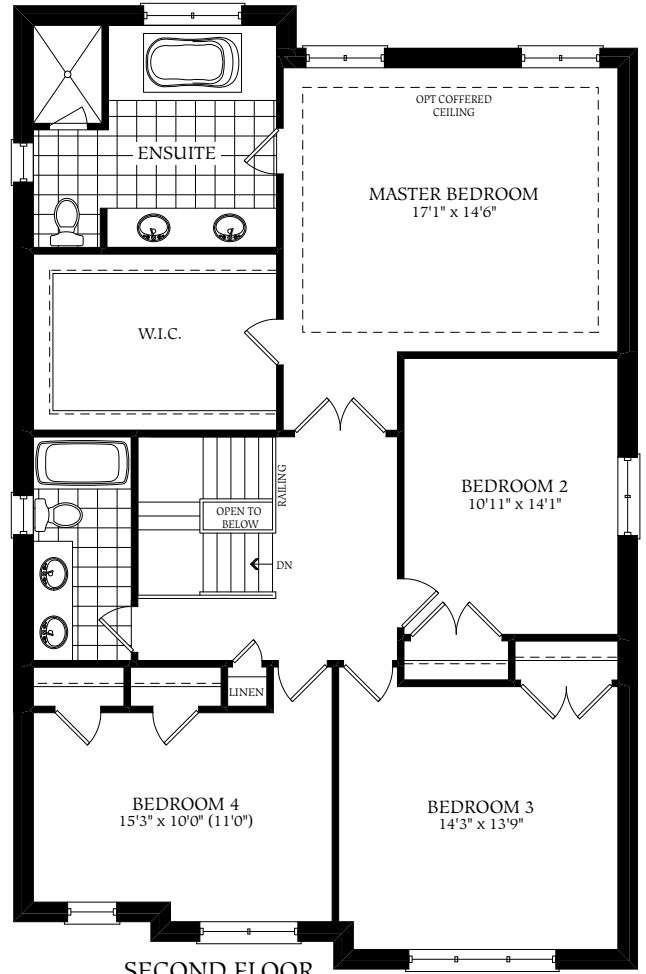 OPT COFFERED
CEILING
ENSUITE
MASTER BEDROOM
17'1" x 14'6"
W.I.C.
BEDROOM 2
10'11" x 14'1"
RAILING
OPEN TO
BELOW
DN
LINEN
BEDROOM 4
15'3" x 10'0" (11'0")
BEDROOM 3
14'3" x 13'9"
SECOND FLOOR